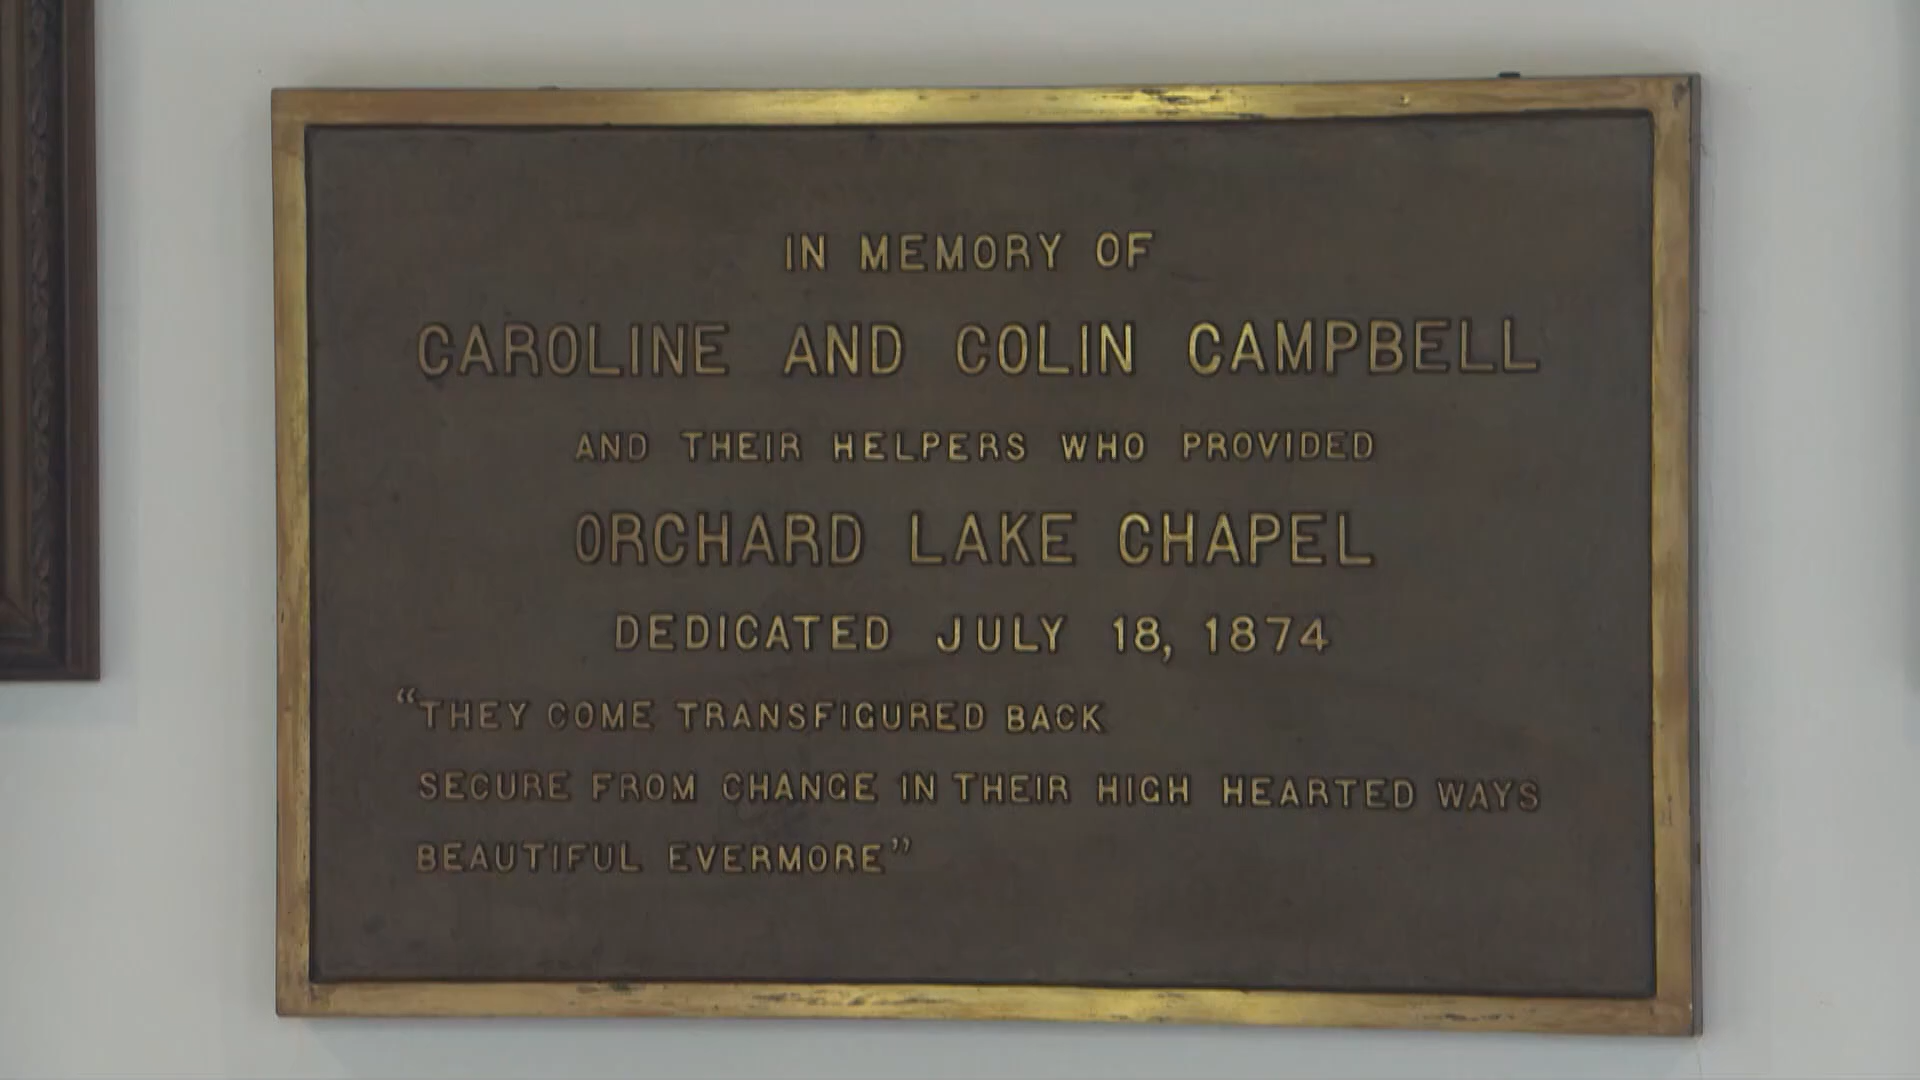 IN MEMORY OF
CAROLINE AND COLIN CAMPBELL
AND THEIR HELPERS WHO PROVIDED
ORCHARD LAKE CHAPEL
DEDICATED JULY 18, 1874
“THEY COME TRANSFIGURED BACK
SECURE FROM CHANGE IN THEIR HIGH HEARTED WAYS
BEAUTIFUL EVERMORE”